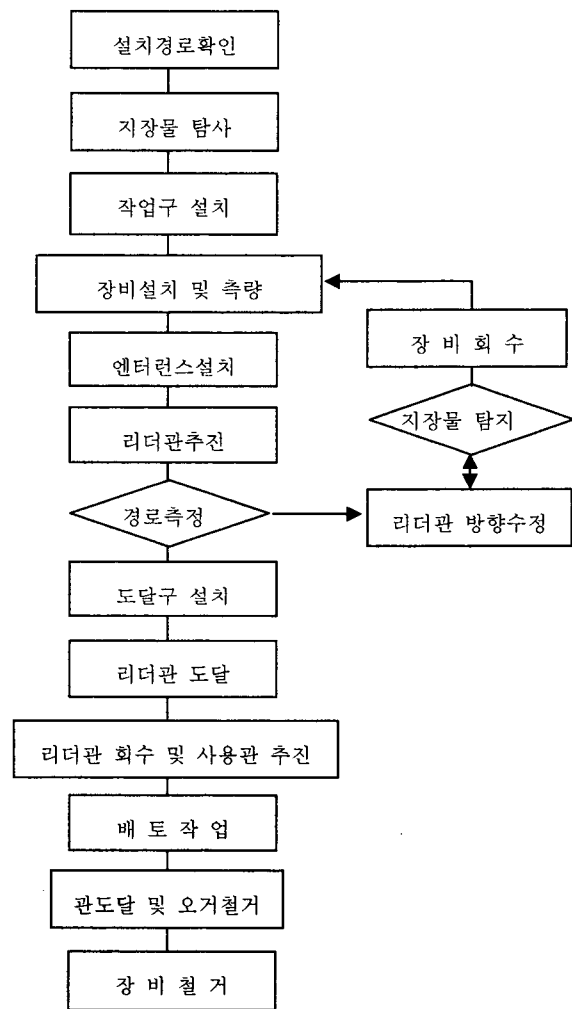 설치경로확인
지장물 탐사
작업구 설치
장비설치 및 측량
엔터런스설치
리더관추진
경로측정
도달구 설치
리더관 도달
리더관 회수 및 사용관 추진
배 토 작 업
관도달 및 오거철거
장 비 철 거
장 비 회 수
지장물 탐지
리더관 방향수정